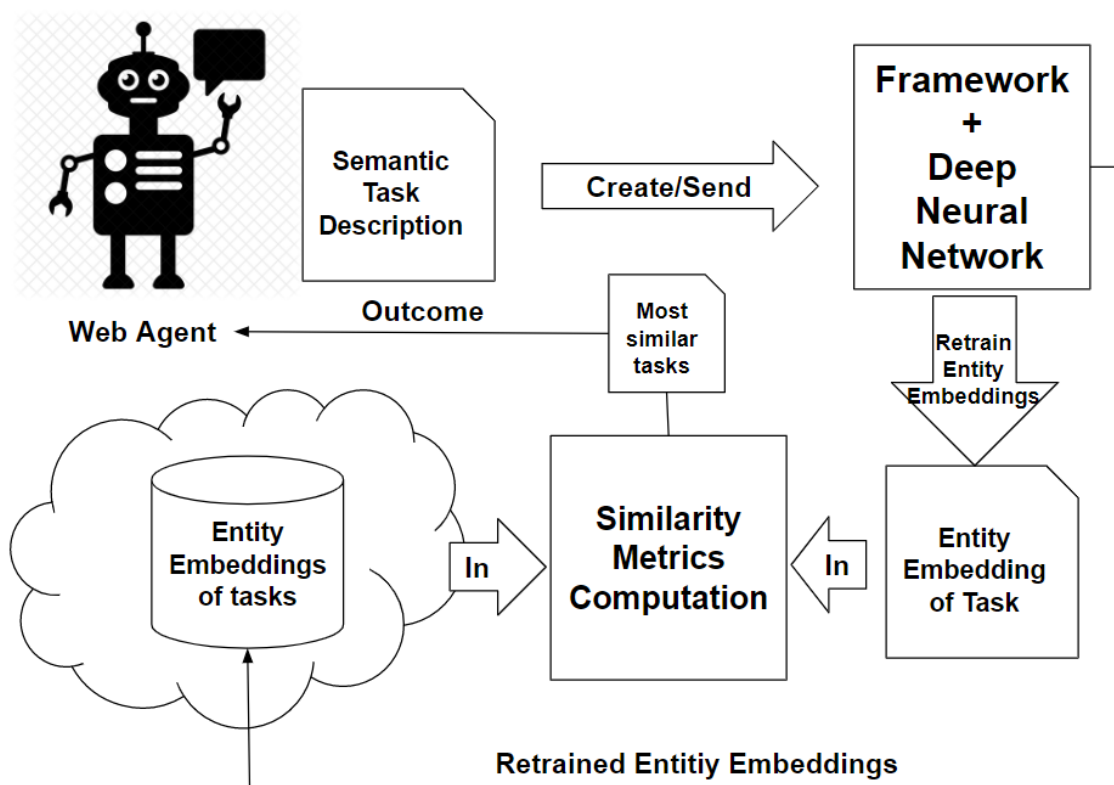 Semantic
Task
Description
Create/Send
Framework
+
Deep
Neural
Network
Web Agent
Outcome
Most
similar
tasks
Retrain
Entity
Embeddings
Entity
Embeddings
of tasks
In
Similarity
Metrics
Computation
In
Entity
Embedding
of Task
Retrained Entitiy Embeddings